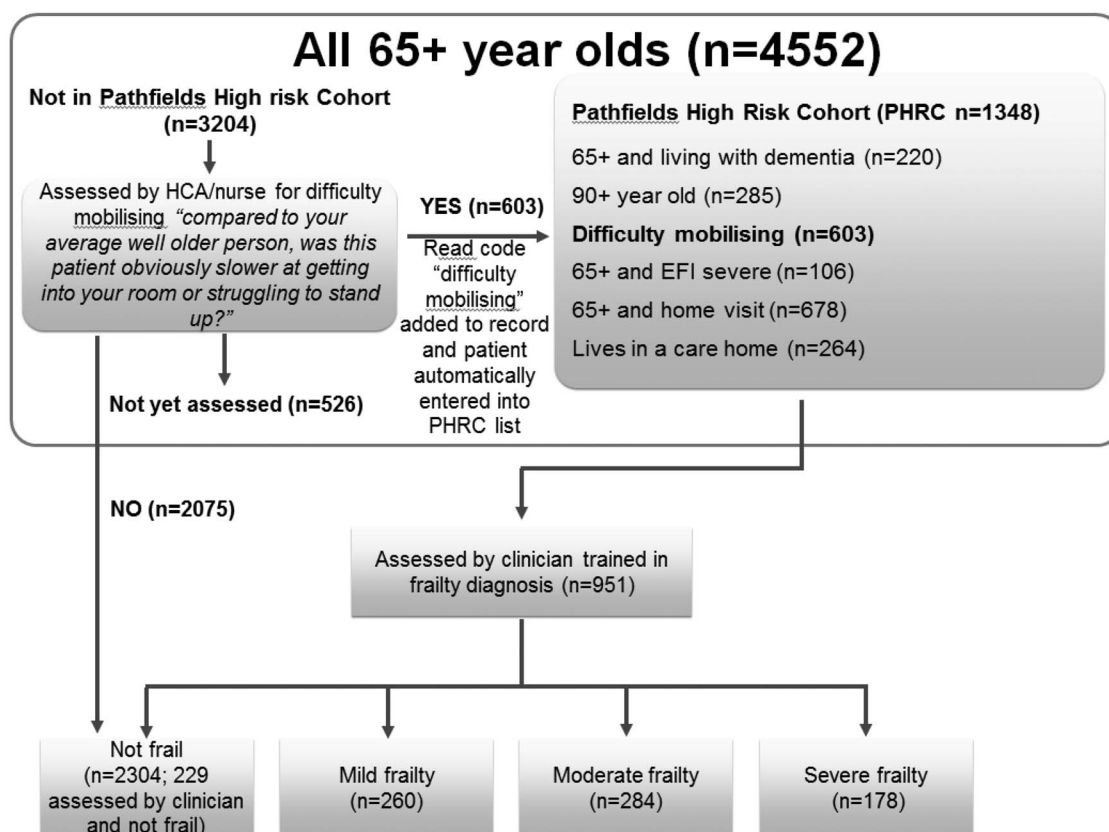 All 65+ year olds (n=4552)
Not in Pathfields High risk Cohort
(n=3204)
Assessed by HCA/nurse for difficulty
mobilising “compared to your
average well older person, was this
patient obviously slower at getting
into your room or struggling to stand
up?”
Not yet assessed (n=526)
YES (n=603)
Read code
“difficulty
mobilising”
added to record
and patient
automatically
entered into
PHRC list
Pathfields High Risk Cohort (PHRC n=1348)
65+ and living with dementia (n=220)
90+ year old (n=285)
Difficulty mobilising (n=603)
65+ and EFI severe (n=106)
65+ and home visit (n=678)
Lives in a care home (n=264)
NO (n=2075)
Assessed by clinician trained in
frailty diagnosis (n=951)
Not frail
(n=2304; 229
assessed by clinician
and not frail)
Mild frailty
(n=260)
Moderate frailty
(n=284)
Severe frailty
(n=178)